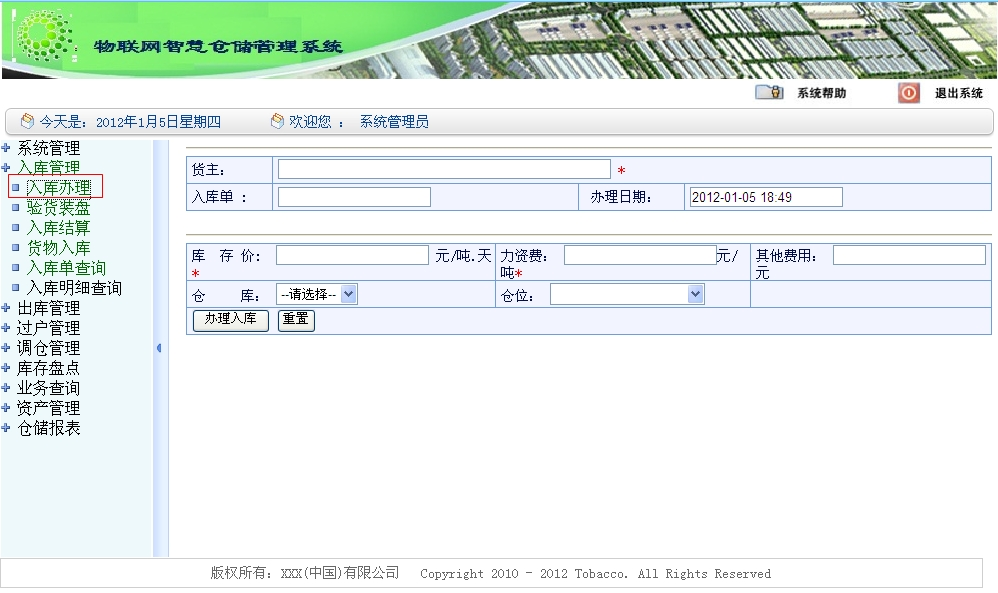 物联网智慧仓储管理系统
系统帮助 退出系统
今天是: 2012年1月5日星期四 欢迎您 : 系统管理员
系统管理
入库管理
入库办理
验货装盘
入库结算
货物入库
入库单查询
入库明细查询
出库管理
过户管理
调仓管理
库存盘点
业务查询
资产管理
仓储报表
货主: *
入库单 : 办理日期: 2012-01-05 18:49
库 存 价: 元/吨.天 力资费: 元/ 其他费用:
* 吨* 元
仓 库: --请选择-- 仓位:
办理入库 重置
版权所有: XXX(中国)有限公司 Copyright 2010 - 2012 Tobacco. All Rights Reserved